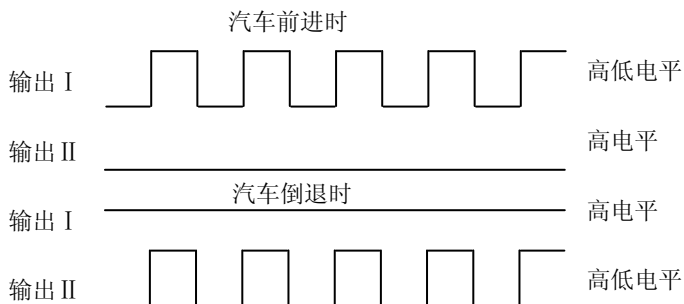 汽车前进时
输出Ⅰ 高低电平
输出Ⅱ 高电平
汽车倒退时
输出Ⅰ 高电平
输出Ⅱ 高低电平